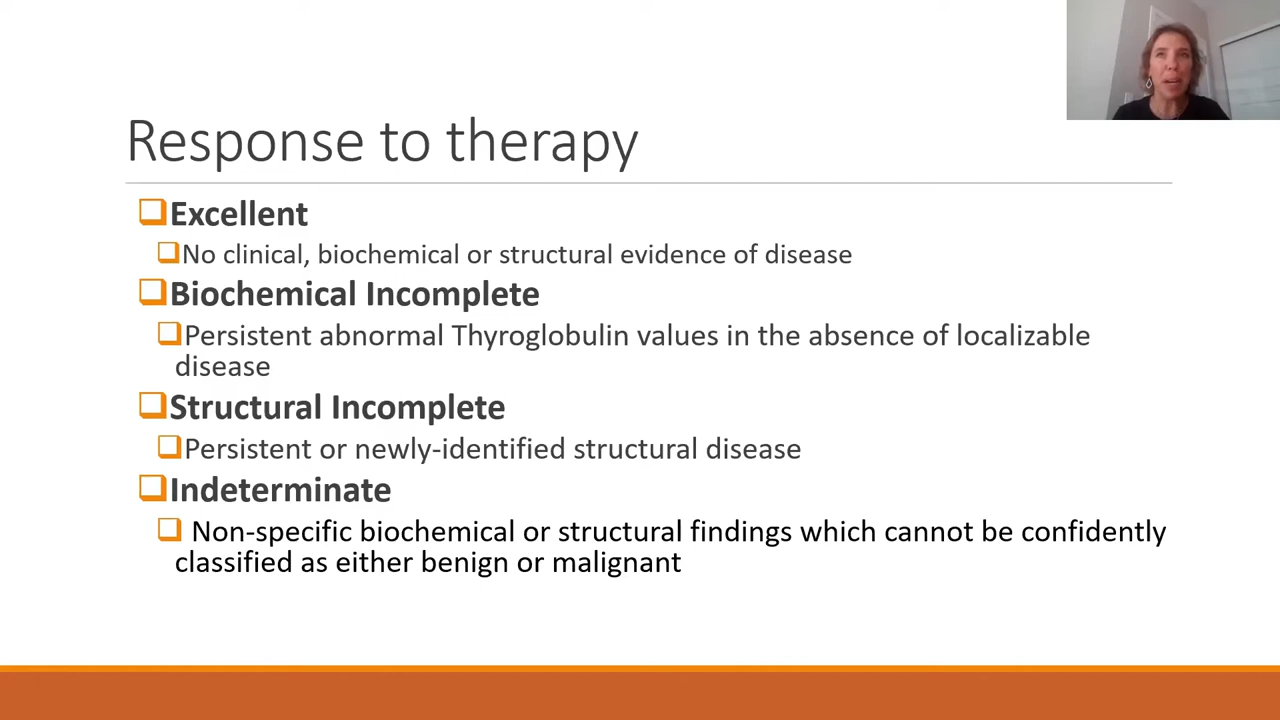 Response to therapy
Excellent
No clinical, biochemical or structural evidence of disease
Biochemical Incomplete
Persistent abnormal Thyroglobulin values in the absence of localizable
disease
Structural Incomplete
Persistent or newly-identified structural disease
Indeterminate
Non-specific biochemical or structural findings which cannot be confidently
classified as either benign or malignant